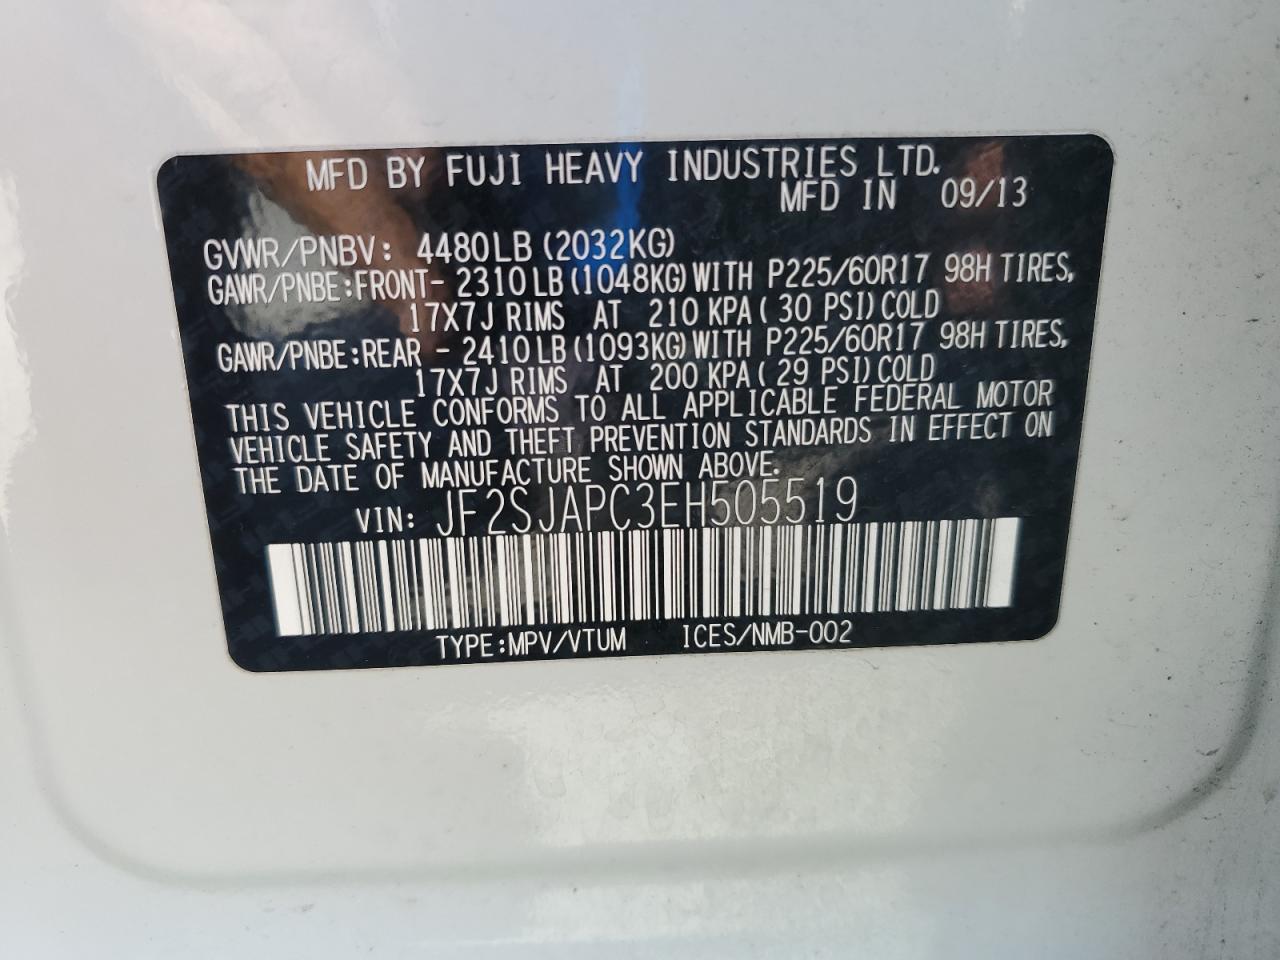 MFD BY FUJI HEAVY INDUSTRIES LTD.
MFD IN 09/13
GVWR/PNBV: 4480LB (2032KG)
GAWR/PNBE:FRONT- 2310LB (1048KG) WITH P225/60R17 98H TIRES,
17X7J RIMS AT 210 KPA ( 30 PSI) COLD
GAWR/PNBE:REAR - 2410LB (1093KG) WITH P225/60R17 98H TIRES,
17X7J RIMS AT 200 KPA ( 29 PSI) COLD
THIS VEHICLE CONFORMS TO ALL APPLICABLE FEDERAL MOTOR
VEHICLE SAFETY AND THEFT PREVENTION STANDARDS IN EFFECT ON
THE DATE OF MANUFACTURE SHOWN ABOVE.
VIN: JF2SJAPC3EH505519
TYPE:MPV/VTUM ICES/NMB-002